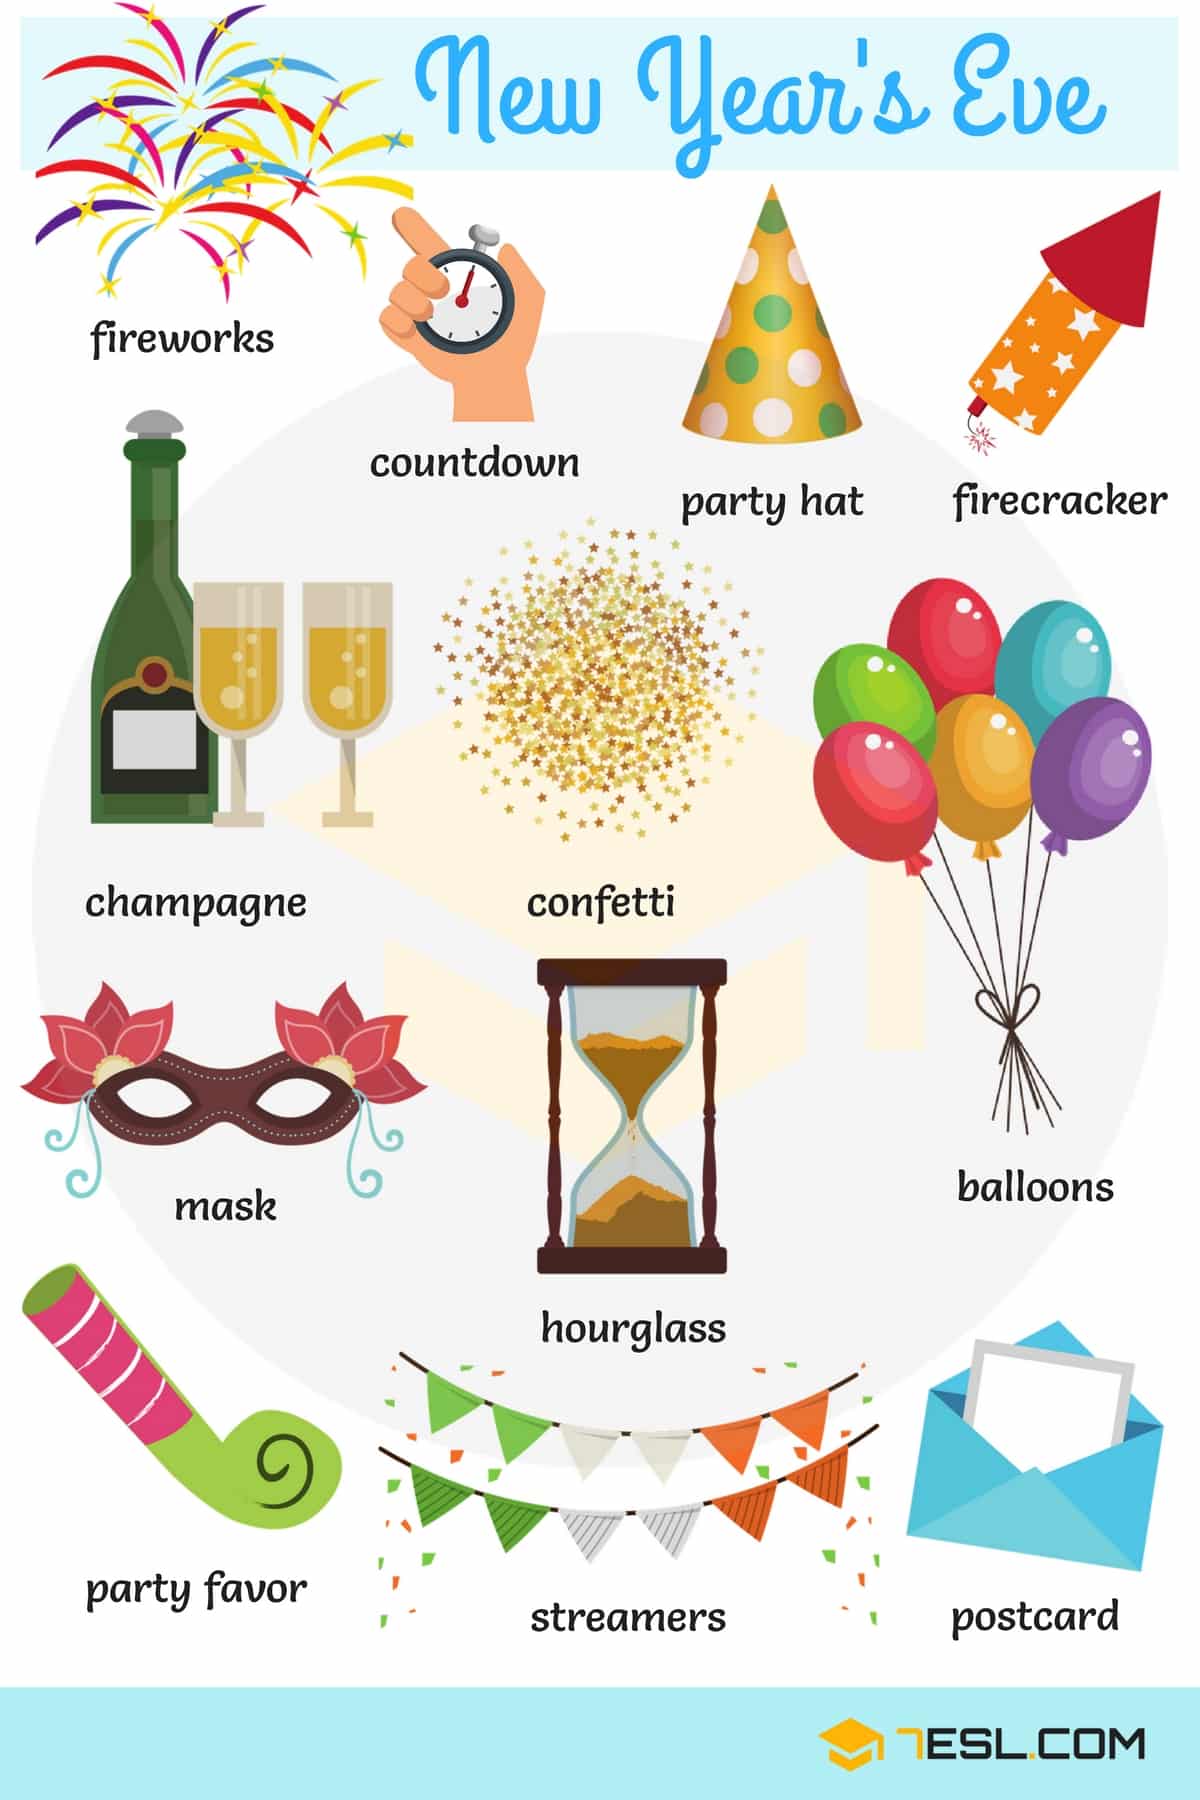 New Year's Eve
fireworks
countdown
party hat
firecracker
champagne
confetti
balloons
mask
hourglass
party favor
streamers
postcard
7ESL.COM